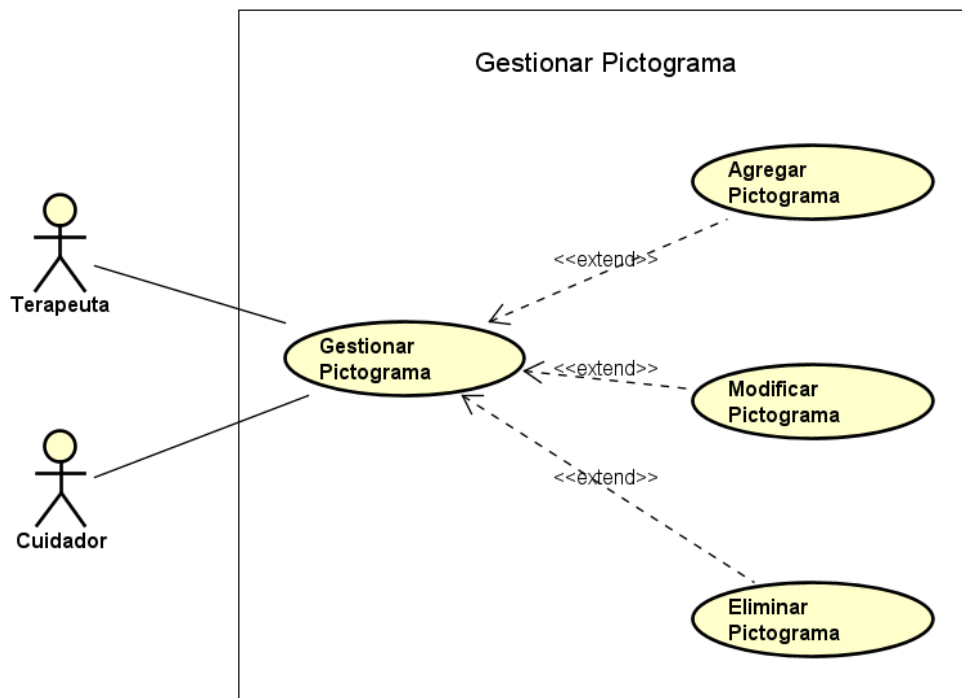 Gestionar Pictograma
Agregar
Pictograma
<<extend>>
Terapeuta
Gestionar
Pictograma
<<extend>>
Modificar
Pictograma
<<extend>>
Cuidador
Eliminar
Pictograma